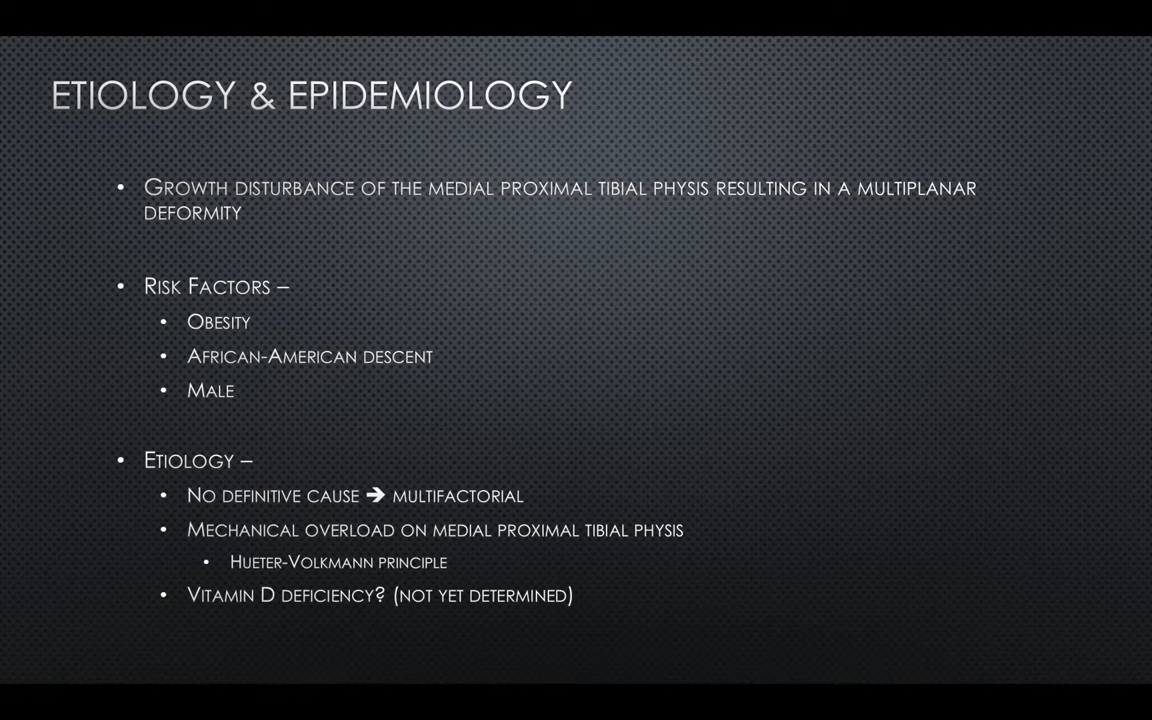 ETIOLOGY & EPIDEMIOLOGY
• GROWTH DISTURBANCE OF THE MEDIAL PROXIMAL TIBIAL PHYSIS RESULTING IN A MULTIPLANAR
DEFORMITY
• RISK FACTORS –
• OBESITY
• AFRICAN-AMERICAN DESCENT
• MALE
• ETIOLOGY –
• NO DEFINITIVE CAUSE ➔ MULTIFACTORIAL
• MECHANICAL OVERLOAD ON MEDIAL PROXIMAL TIBIAL PHYSIS
• HUETER-VOLKMANN PRINCIPLE
• VITAMIN D DEFICIENCY? (NOT YET DETERMINED)